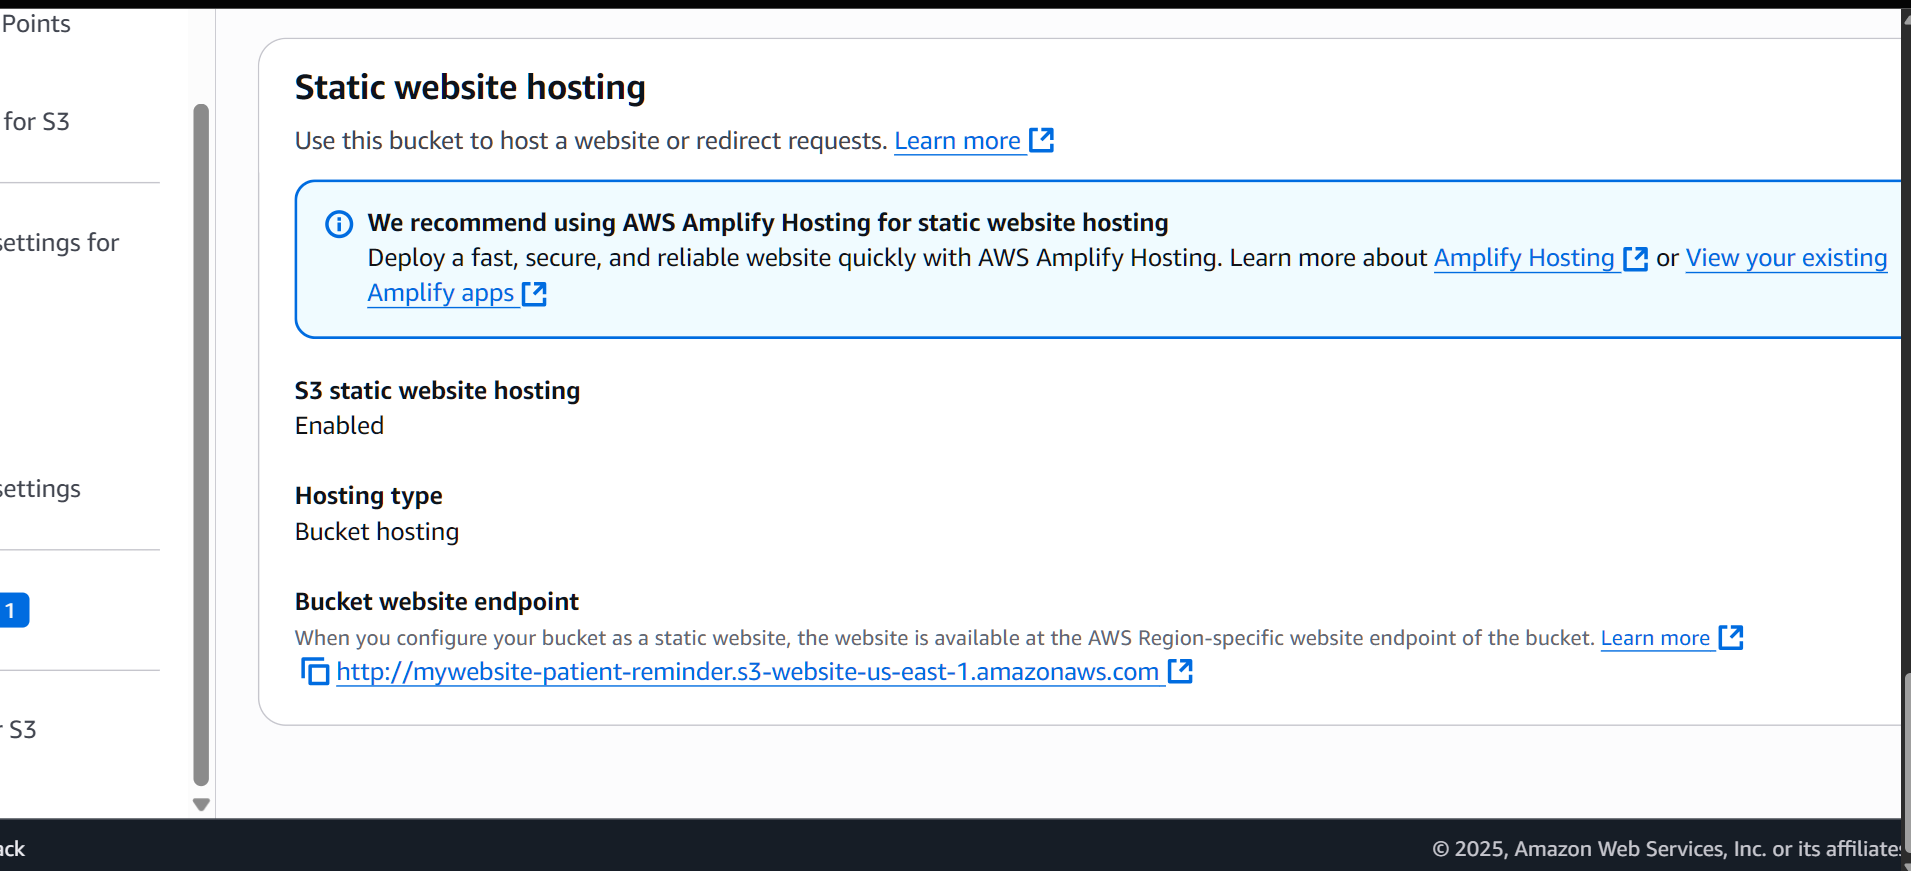 Points
for S3
settings for
settings
1
S3
Static website hosting
Use this bucket to host a website or redirect requests. Learn more
We recommend using AWS Amplify Hosting for static website hosting
Deploy a fast, secure, and reliable website quickly with AWS Amplify Hosting. Learn more about Amplify Hosting or View your existing
Amplify apps
S3 static website hosting
Enabled
Hosting type
Bucket hosting
Bucket website endpoint
When you configure your bucket as a static website, the website is available at the AWS Region-specific website endpoint of the bucket. Learn more
http://mywebsite-patient-reminder.s3-website-us-east-1.amazonaws.com
© 2025, Amazon Web Services, Inc. or its affiliates